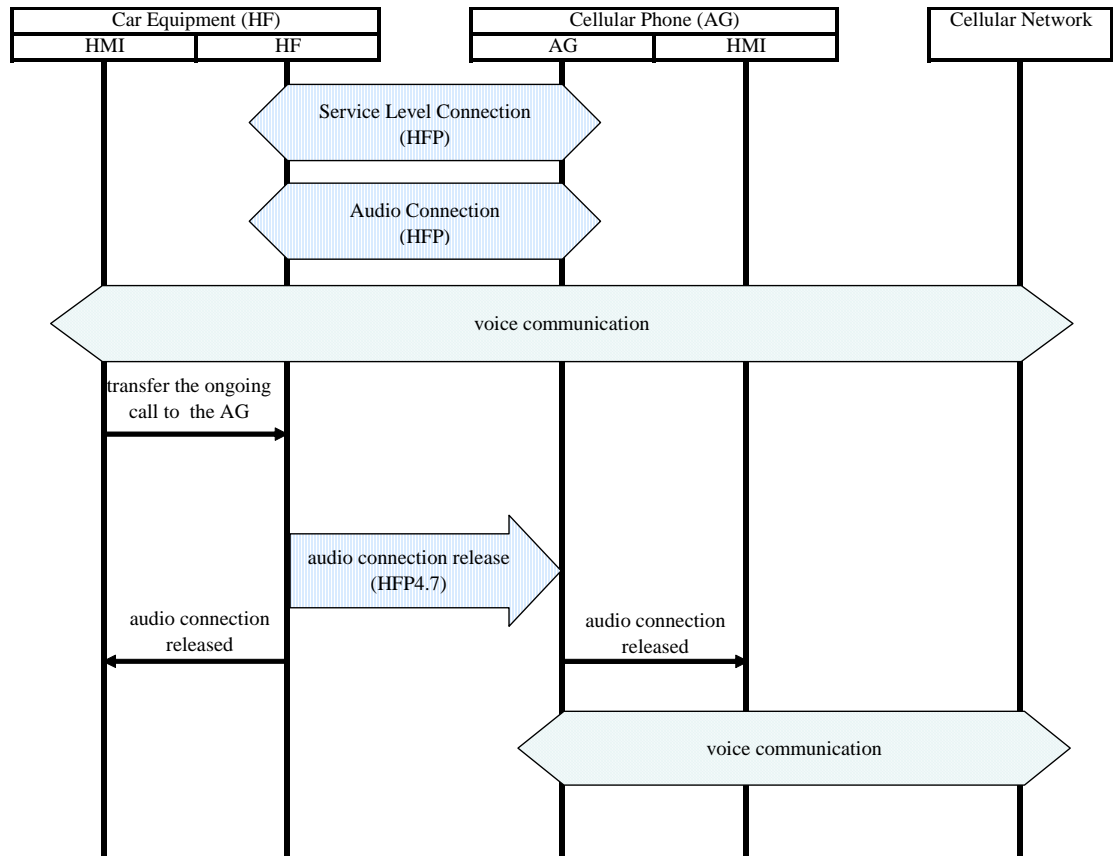 Car Equipment (HF)
Cellular Phone (AG)
Cellular Network
HMI
HF
AG
HMI
Service Level Connection
(HFP)
Audio Connection
(HFP)
voice communication
transfer the ongoing
call to the AG
audio connection release
(HFP4.7)
audio connection
released
audio connection
released
voice communication